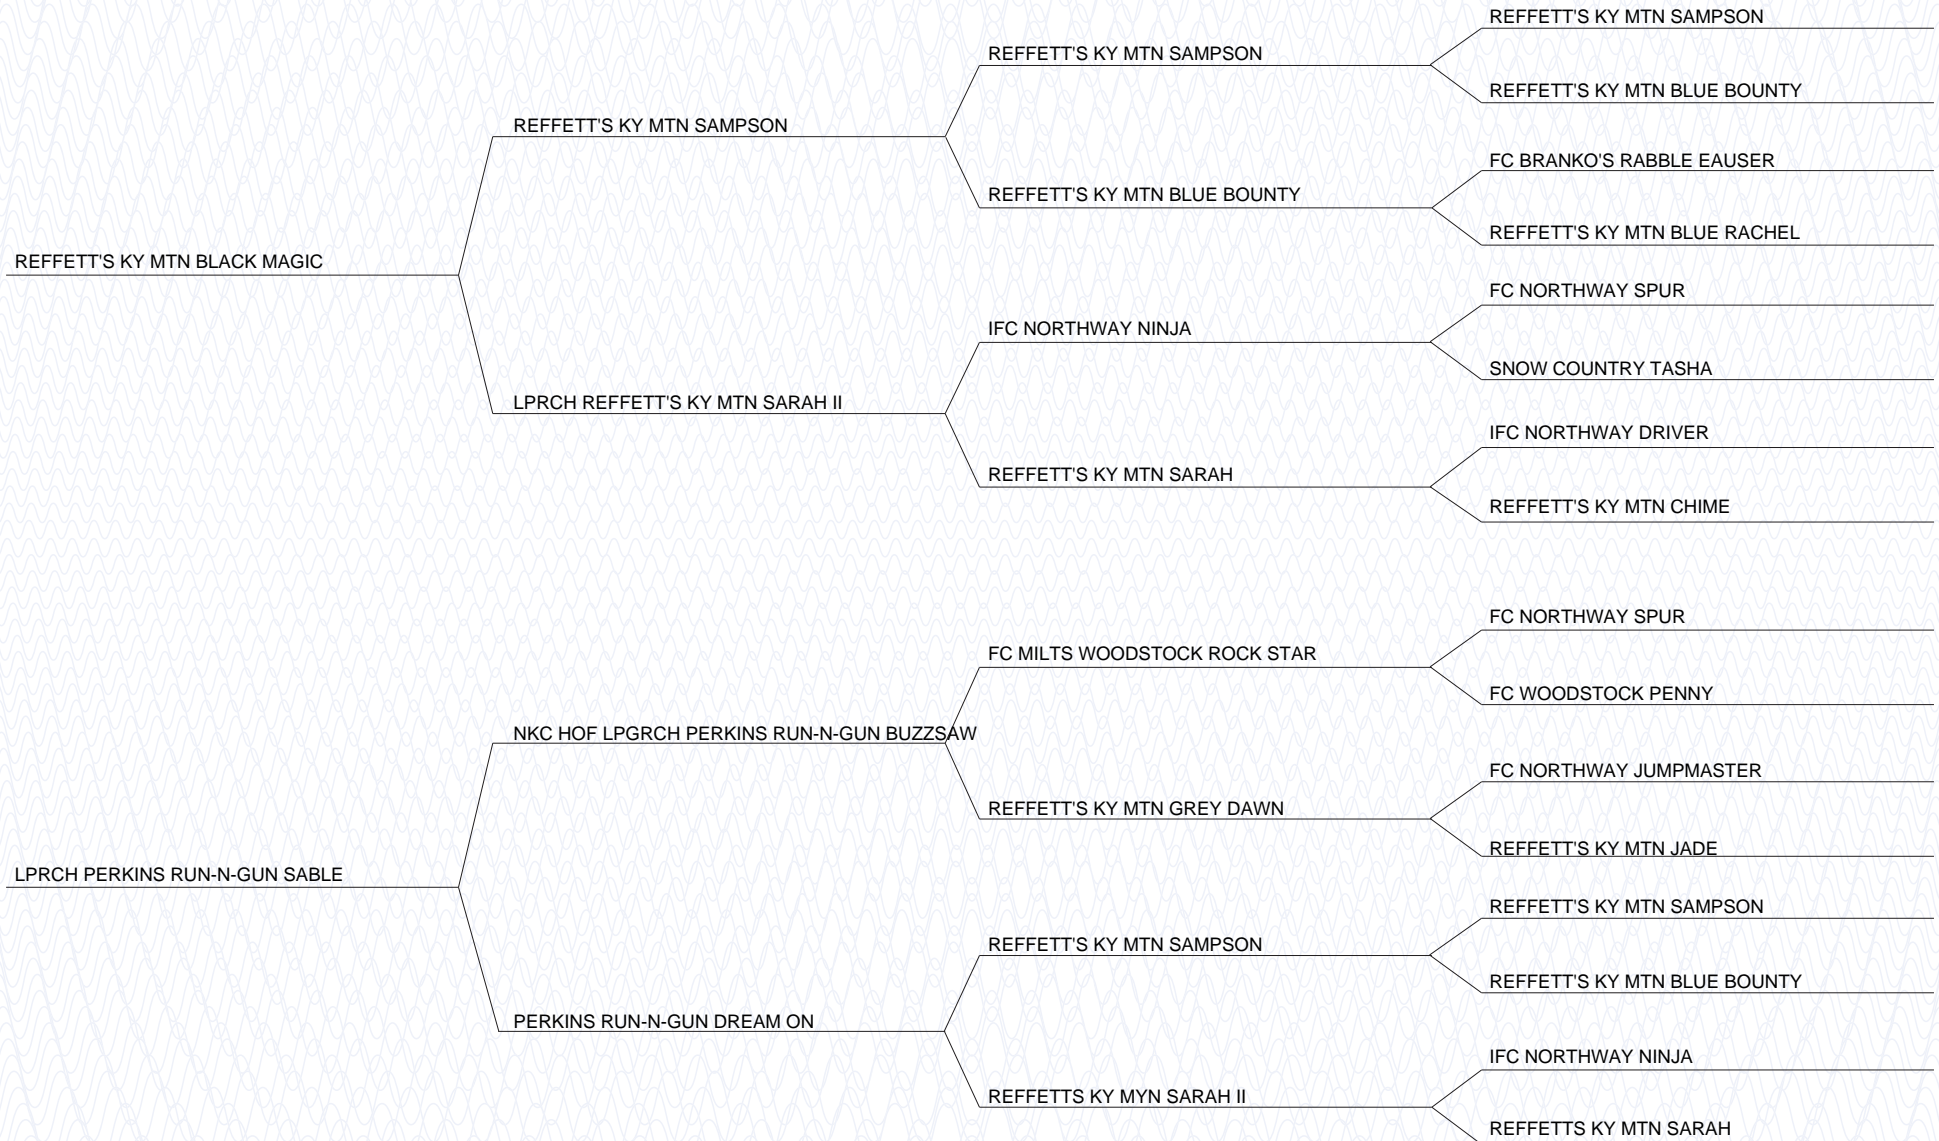 REFFETT'S KY MTN SAMPSON
REFFETT'S KY MTN SAMPSON
REFFETT'S KY MTN BLUE BOUNTY
REFFETT'S KY MTN SAMPSON
FC BRANKO'S RABBLE EAUSER
REFFETT'S KY MTN BLUE BOUNTY
REFFETT'S KY MTN BLUE RACHEL
REFFETT'S KY MTN BLACK MAGIC
FC NORTHWAY SPUR
IFC NORTHWAY NINJA
SNOW COUNTRY TASHA
LPRCH REFFETT'S KY MTN SARAH II
IFC NORTHWAY DRIVER
REFFETT'S KY MTN SARAH
REFFETT'S KY MTN CHIME
FC NORTHWAY SPUR
FC MILTS WOODSTOCK ROCK STAR
FC WOODSTOCK PENNY
NKC HOF LPGRCH PERKINS RUN-N-GUN BUZZSAW
FC NORTHWAY JUMPMASTER
REFFETT'S KY MTN GREY DAWN
REFFETT'S KY MTN JADE
LPRCH PERKINS RUN-N-GUN SABLE
REFFETT'S KY MTN SAMPSON
REFFETT'S KY MTN SAMPSON
REFFETT'S KY MTN BLUE BOUNTY
PERKINS RUN-N-GUN DREAM ON
IFC NORTHWAY NINJA
REFFETTS KY MYN SARAH II
REFFETTS KY MTN SARAH